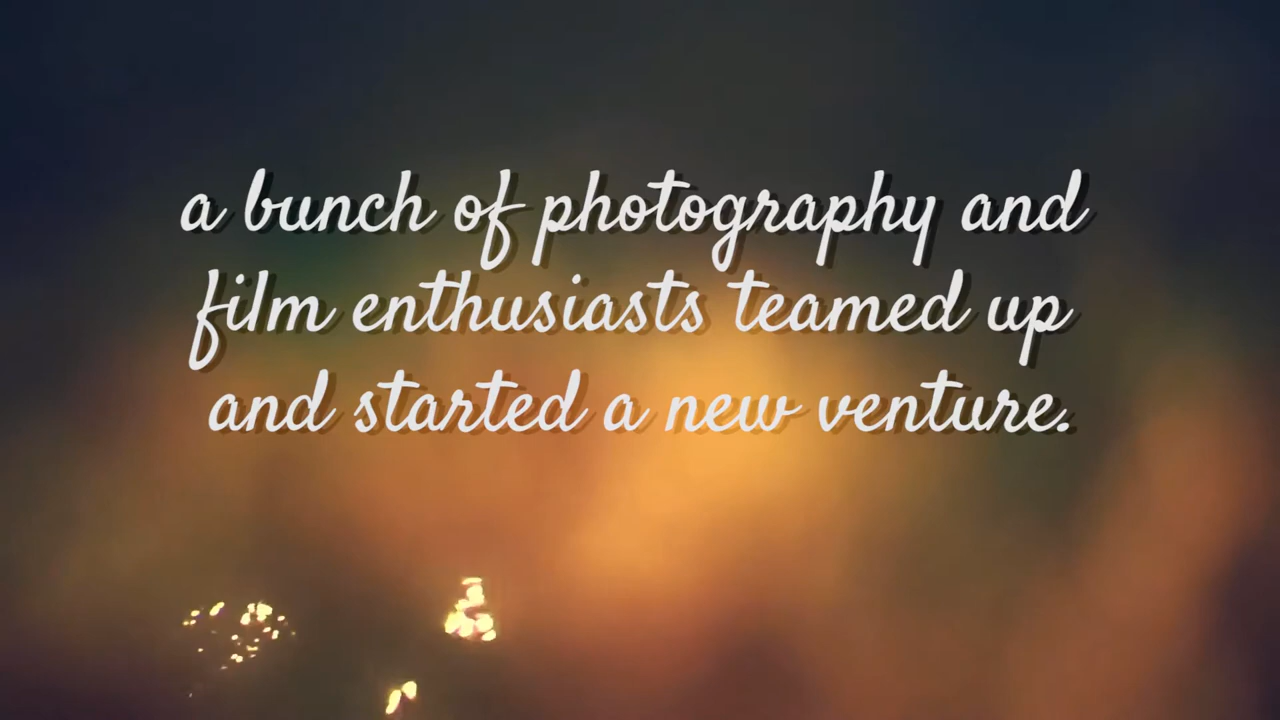 a bunch of photography and
film enthusiasts teamed up
and started a new venture.